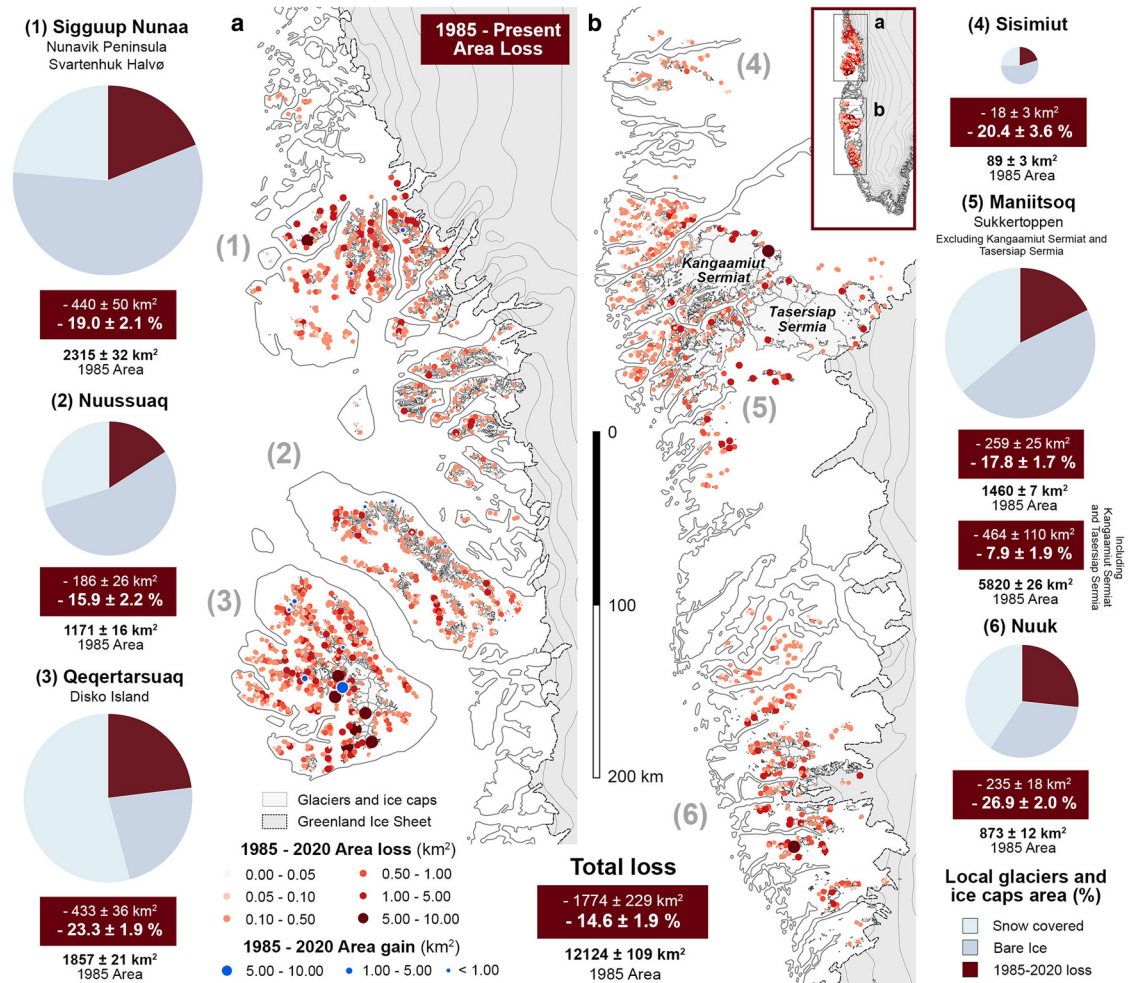 (1) Sigguup Nunaa
Nunavik Peninsula
Svartenhuk Halvø
- 440 ± 50 km²
- 19.0 ± 2.1 %
2315 ± 32 km²
1985 Area
(2) Nuussuaq
- 186 ± 26 km²
- 15.9 ± 2.2 %
1171 ± 16 km²
1985 Area
(3) Qeqertarsuaq
Disko Island
- 433 ± 36 km²
- 23.3 ± 1.9 %
1857 ± 21 km²
1985 Area
a
1985 - Present
Area Loss
(1)
(2)
(3)
Glaciers and ice caps
Greenland Ice Sheet
1985 - 2020 Area loss (km²)
0.00 - 0.05
0.05 - 0.10
0.10 - 0.50
0.50 - 1.00
1.00 - 5.00
5.00 - 10.00
1985 - 2020 Area gain (km²)
5.00 - 10.00
1.00 - 5.00
< 1.00
b
(4)
a
b
Kangaamiut
Sermiat
Tasersiap
Sermia
(5)
0
100
200 km
(6)
Total loss
- 1774 ± 229 km²
- 14.6 ± 1.9 %
12124 ± 109 km²
1985 Area
(4) Sisimiut
- 18 ± 3 km²
- 20.4 ± 3.6 %
89 ± 3 km²
1985 Area
(5) Maniitsoq
Sukkertoppen
Excluding Kangaamiut Sermiat and
Tasersiap Sermia
- 259 ± 25 km²
- 17.8 ± 1.7 %
1460 ± 7 km²
1985 Area
- 464 ± 110 km²
- 7.9 ± 1.9 %
5820 ± 26 km²
1985 Area
Including
Kangaamiut Sermiat
and Tasersiap Sermia
(6) Nuuk
- 235 ± 18 km²
- 26.9 ± 2.0 %
873 ± 12 km²
1985 Area
Local glaciers and
ice caps area (%)
Snow covered
Bare Ice
1985-2020 loss